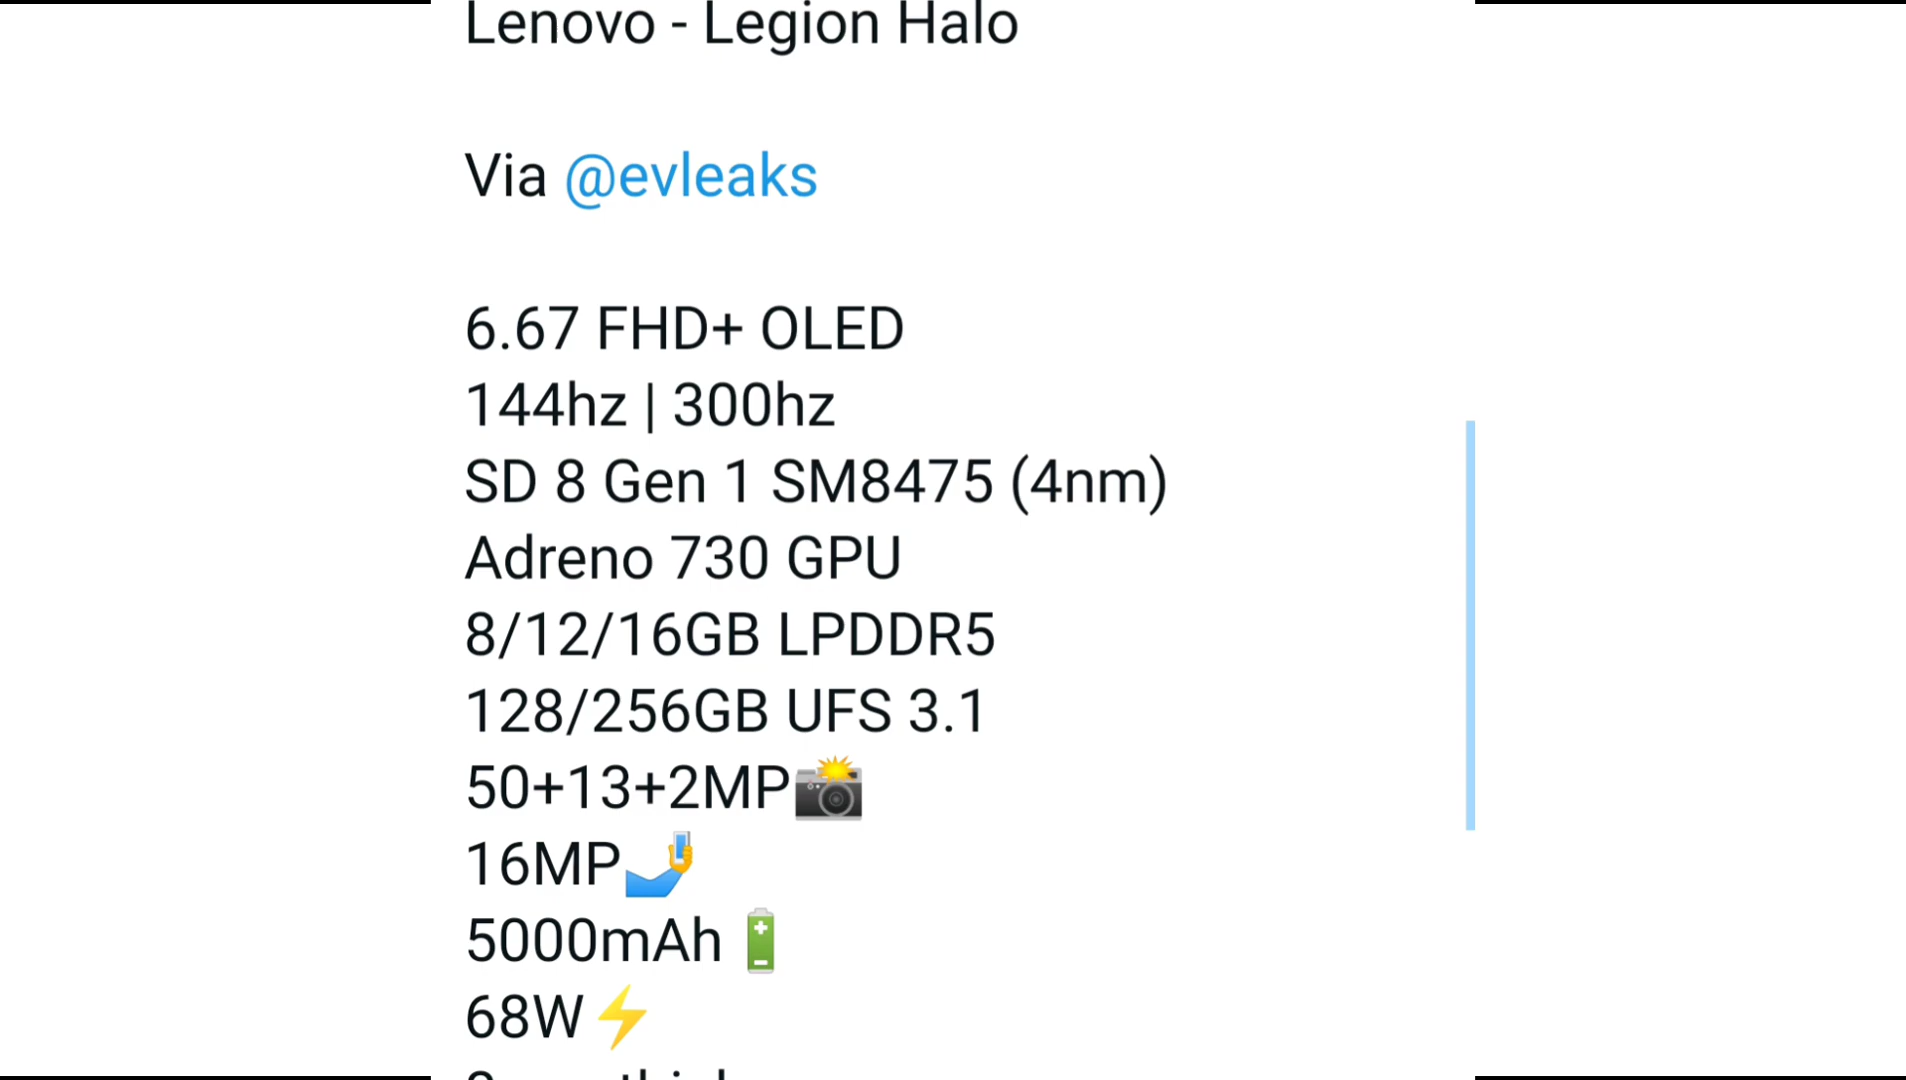 Lenovo - Legion Halo
Via @evleaks
6.67 FHD+ OLED
144hz | 300hz
SD 8 Gen 1 SM8475 (4nm)
Adreno 730 GPU
8/12/16GB LPDDR5
128/256GB UFS 3.1
50+13+2MP📸
16MP🤳
5000mAh🔋
68W⚡